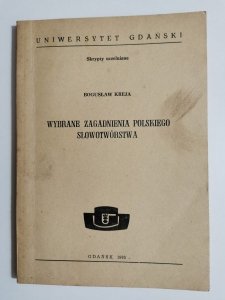 UNIWERSYTET GDAŃSKI
Skrypty uczelniane
BOGUSŁAW KREJA
WYBRANE ZAGADNIENIA POLSKIEGO
SŁOWOTWÓRSTWA
GDAŃSK